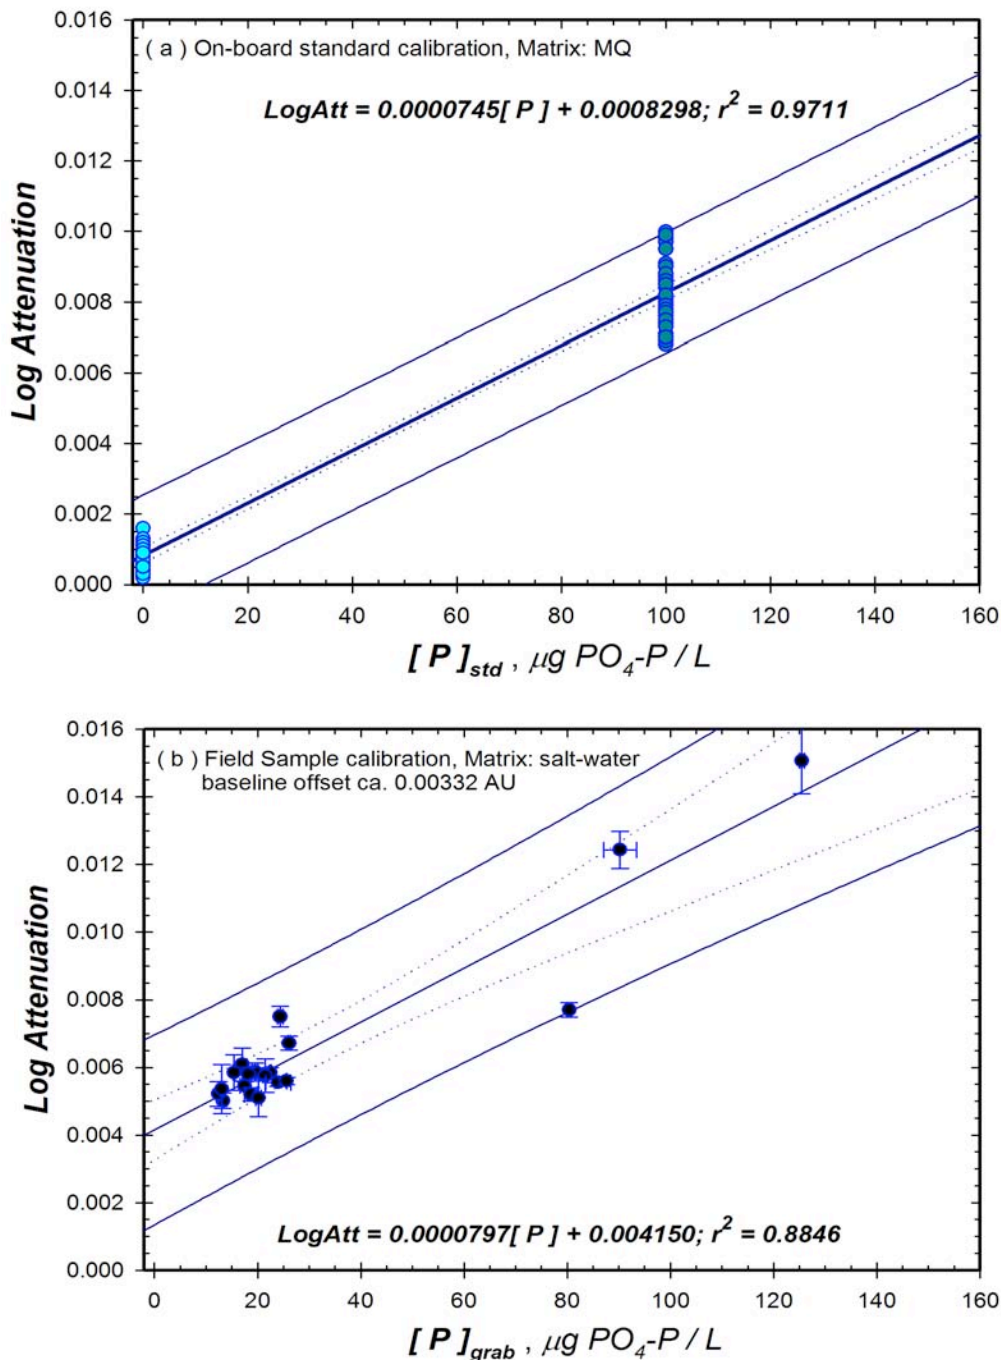 0.016
( a ) On-board standard calibration, Matrix: MQ
0.014
LogAtt = 0.0000745[ P ] + 0.0008298; r² = 0.9711
0.012
0.010
0.008
0.006
0.004
0.002
0.000
Log Attenuation
0 20 40 60 80 100 120 140 160
[ P ]std , μg PO4-P / L
0.016
( b ) Field Sample calibration, Matrix: salt-water
baseline offset ca. 0.00332 AU
0.014
0.012
0.010
0.008
0.006
0.004
0.002
LogAtt = 0.0000797[ P ] + 0.004150; r² = 0.8846
0.000
Log Attenuation
0 20 40 60 80 100 120 140 160
[ P ]grab , μg PO4-P / L